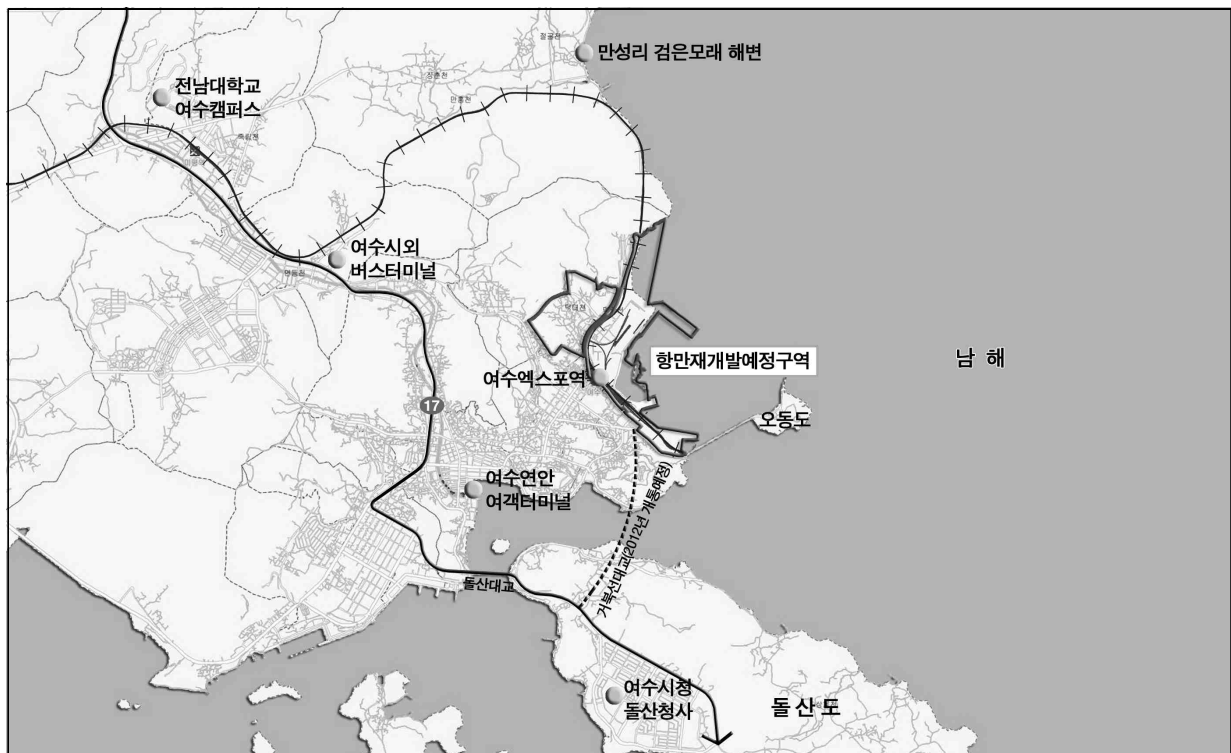 만성리 검은모래 해변
전남대학교
여수캠퍼스
여수시외
버스터미널
항만재개발예정구역
남 해
여수엑스포역
17
오동도
여수연안
여객터미널
거북선대교(2012년 개통예정)
돌산대교
여수시청
돌산청사
돌 산 도